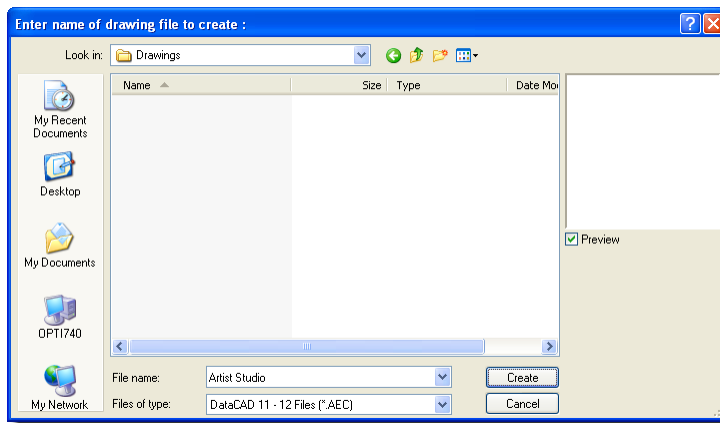 Enter name of drawing file to create :
Look in: Drawings
Name Size Type Date Mo
My Recent
Documents
Desktop
My Documents
OPTI740
My Network
Preview
File name: Artist Studio Create
Files of type: DataCAD 11 - 12 Files (*.AEC) Cancel